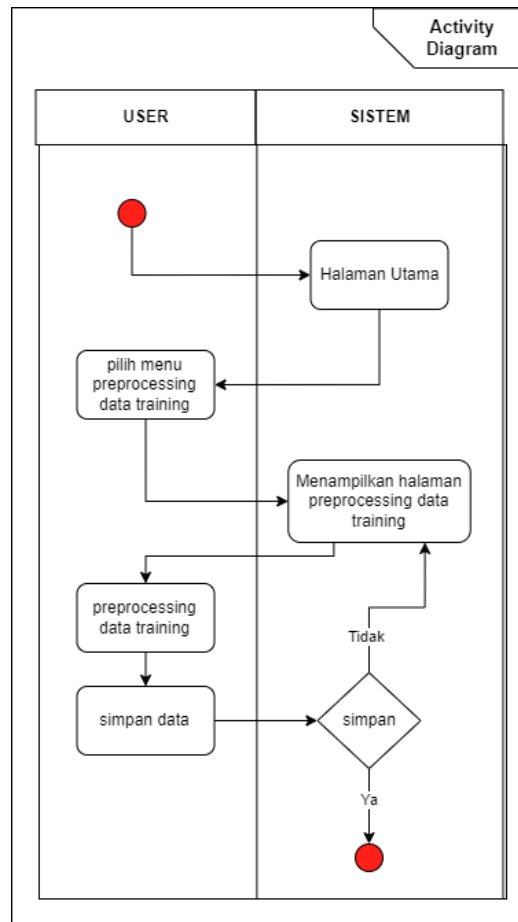 Activity
Diagram
USER
SISTEM
Halaman Utama
pilih menu
preprocessing
data training
Menampilkan halaman
preprocessing data
training
preprocessing
data training
Tidak
simpan data
simpan
Ya